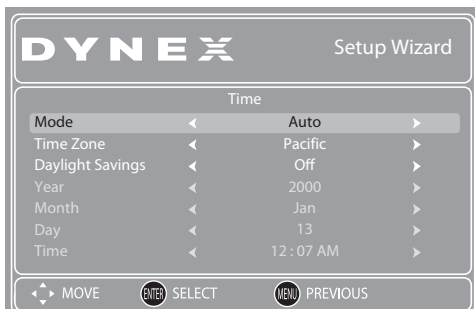 DYNEX Setup Wizard
Time
Mode Auto
Time Zone Pacific
Daylight Savings Off
Year 2000
Month Jan
Day 13
Time 12 : 07 AM
MOVE ENTER SELECT MENU PREVIOUS